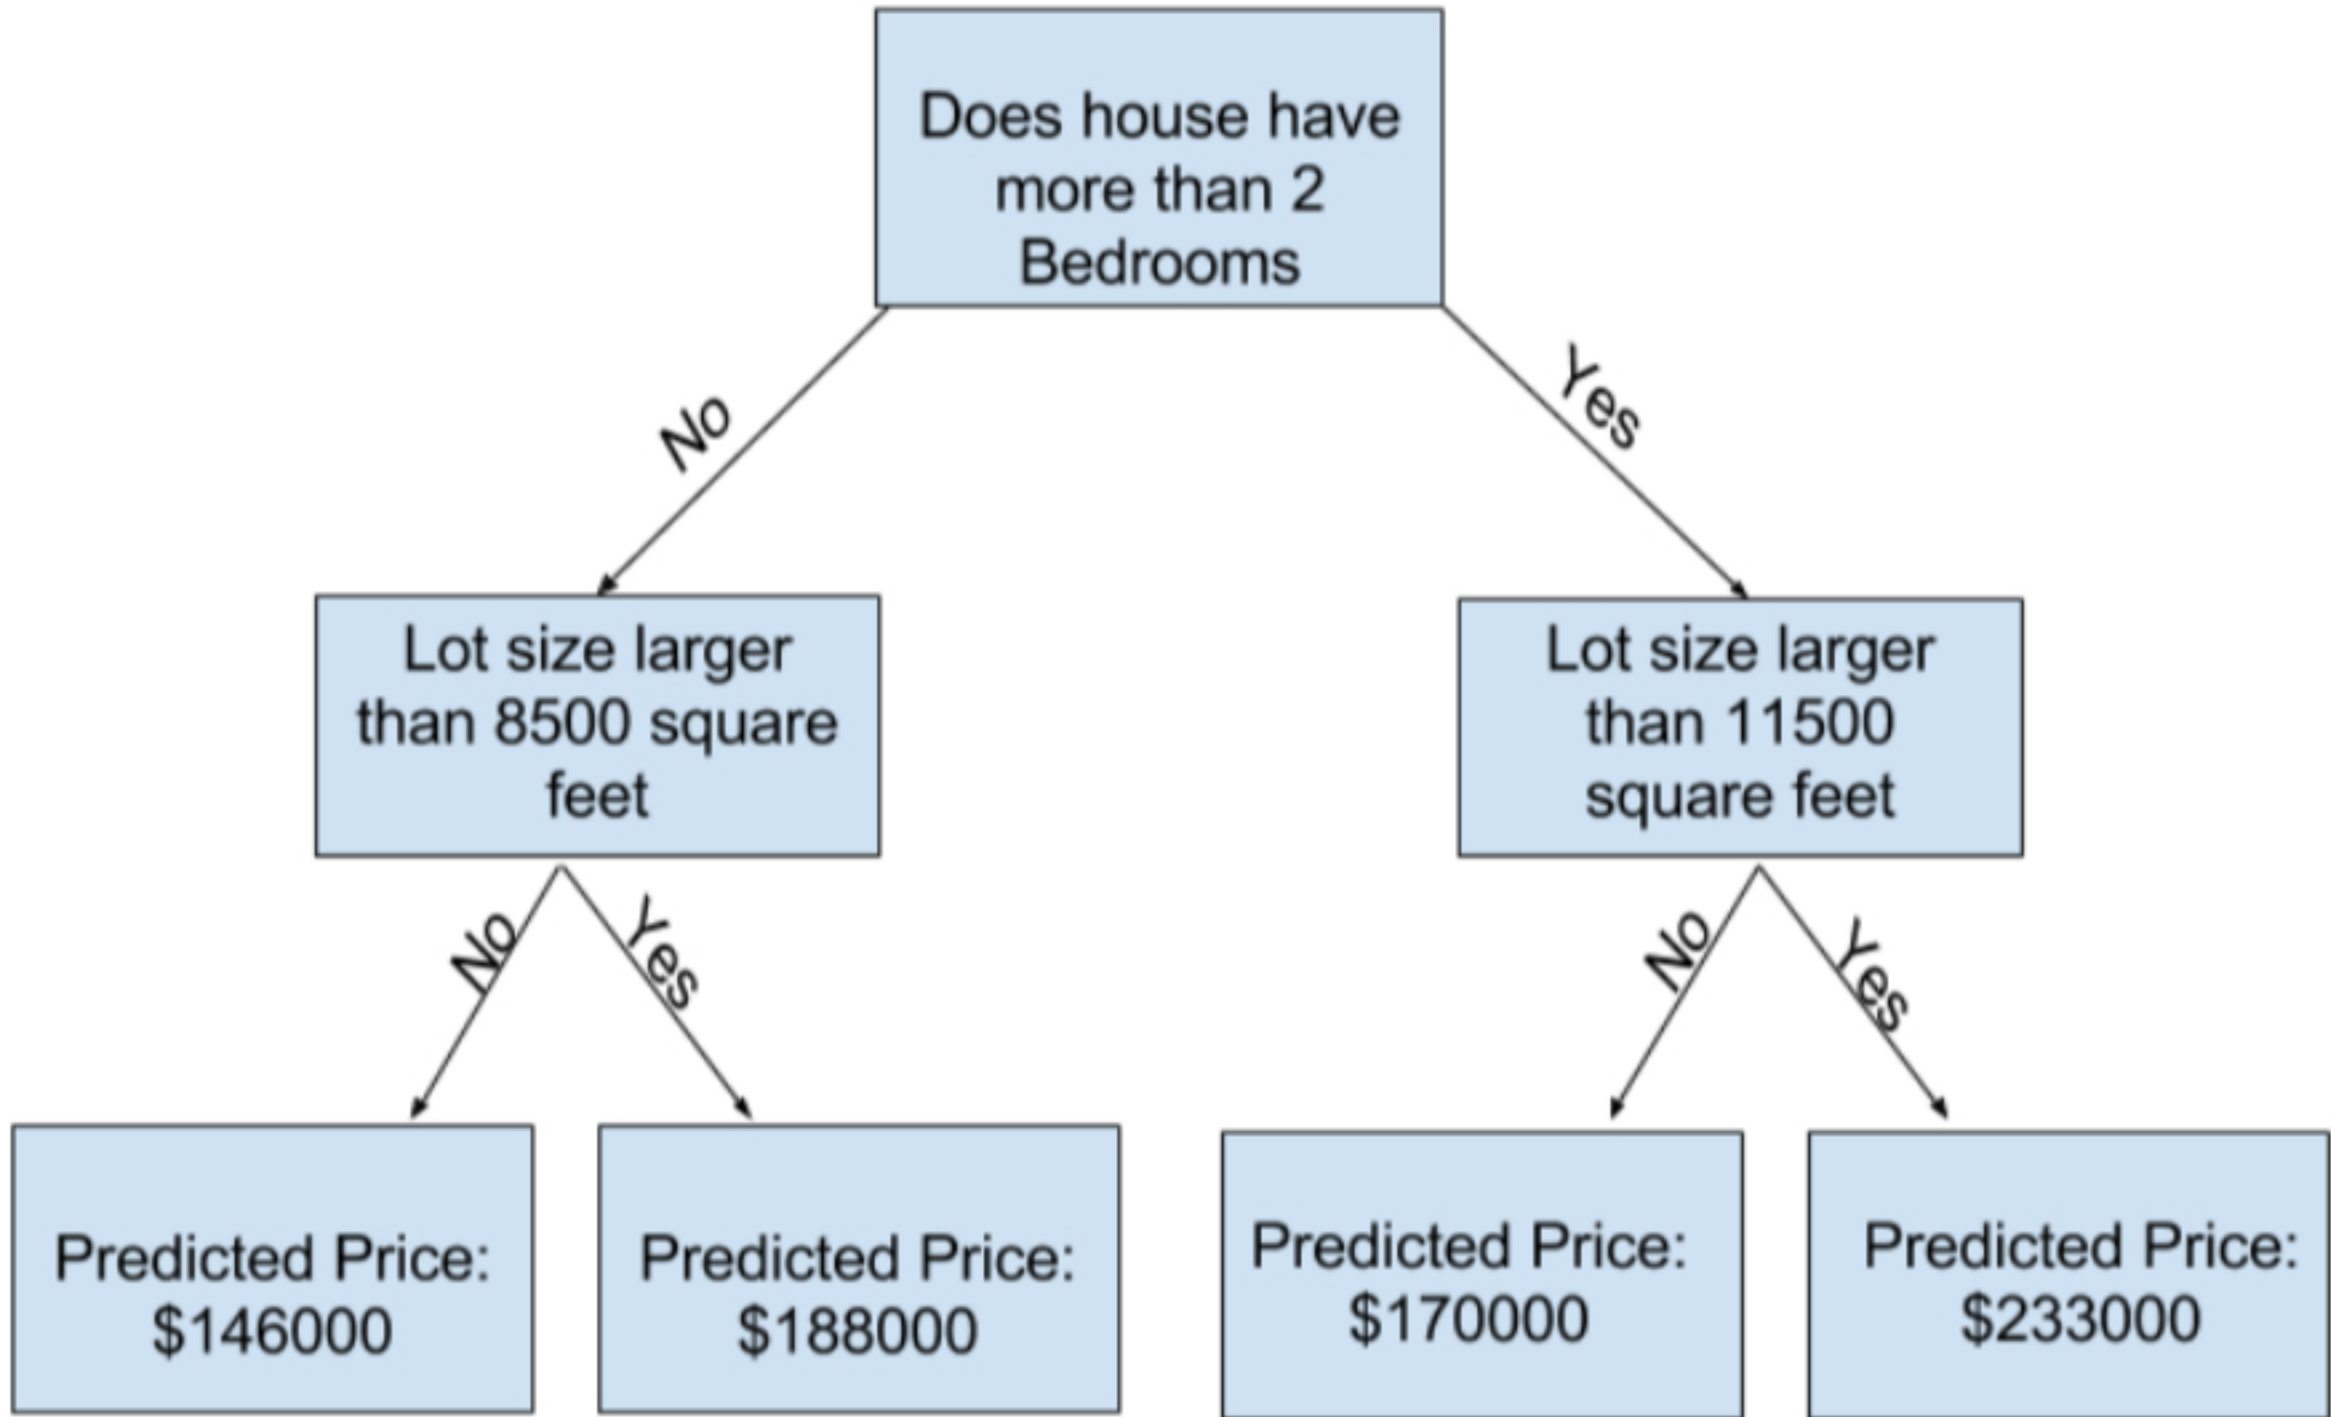 Does house have
more than 2
Bedrooms
No
Yes
Lot size larger
than 8500 square
feet
Lot size larger
than 11500
square feet
No
Yes
No
Yes
Predicted Price:
$146000
Predicted Price:
$188000
Predicted Price:
$170000
Predicted Price:
$233000